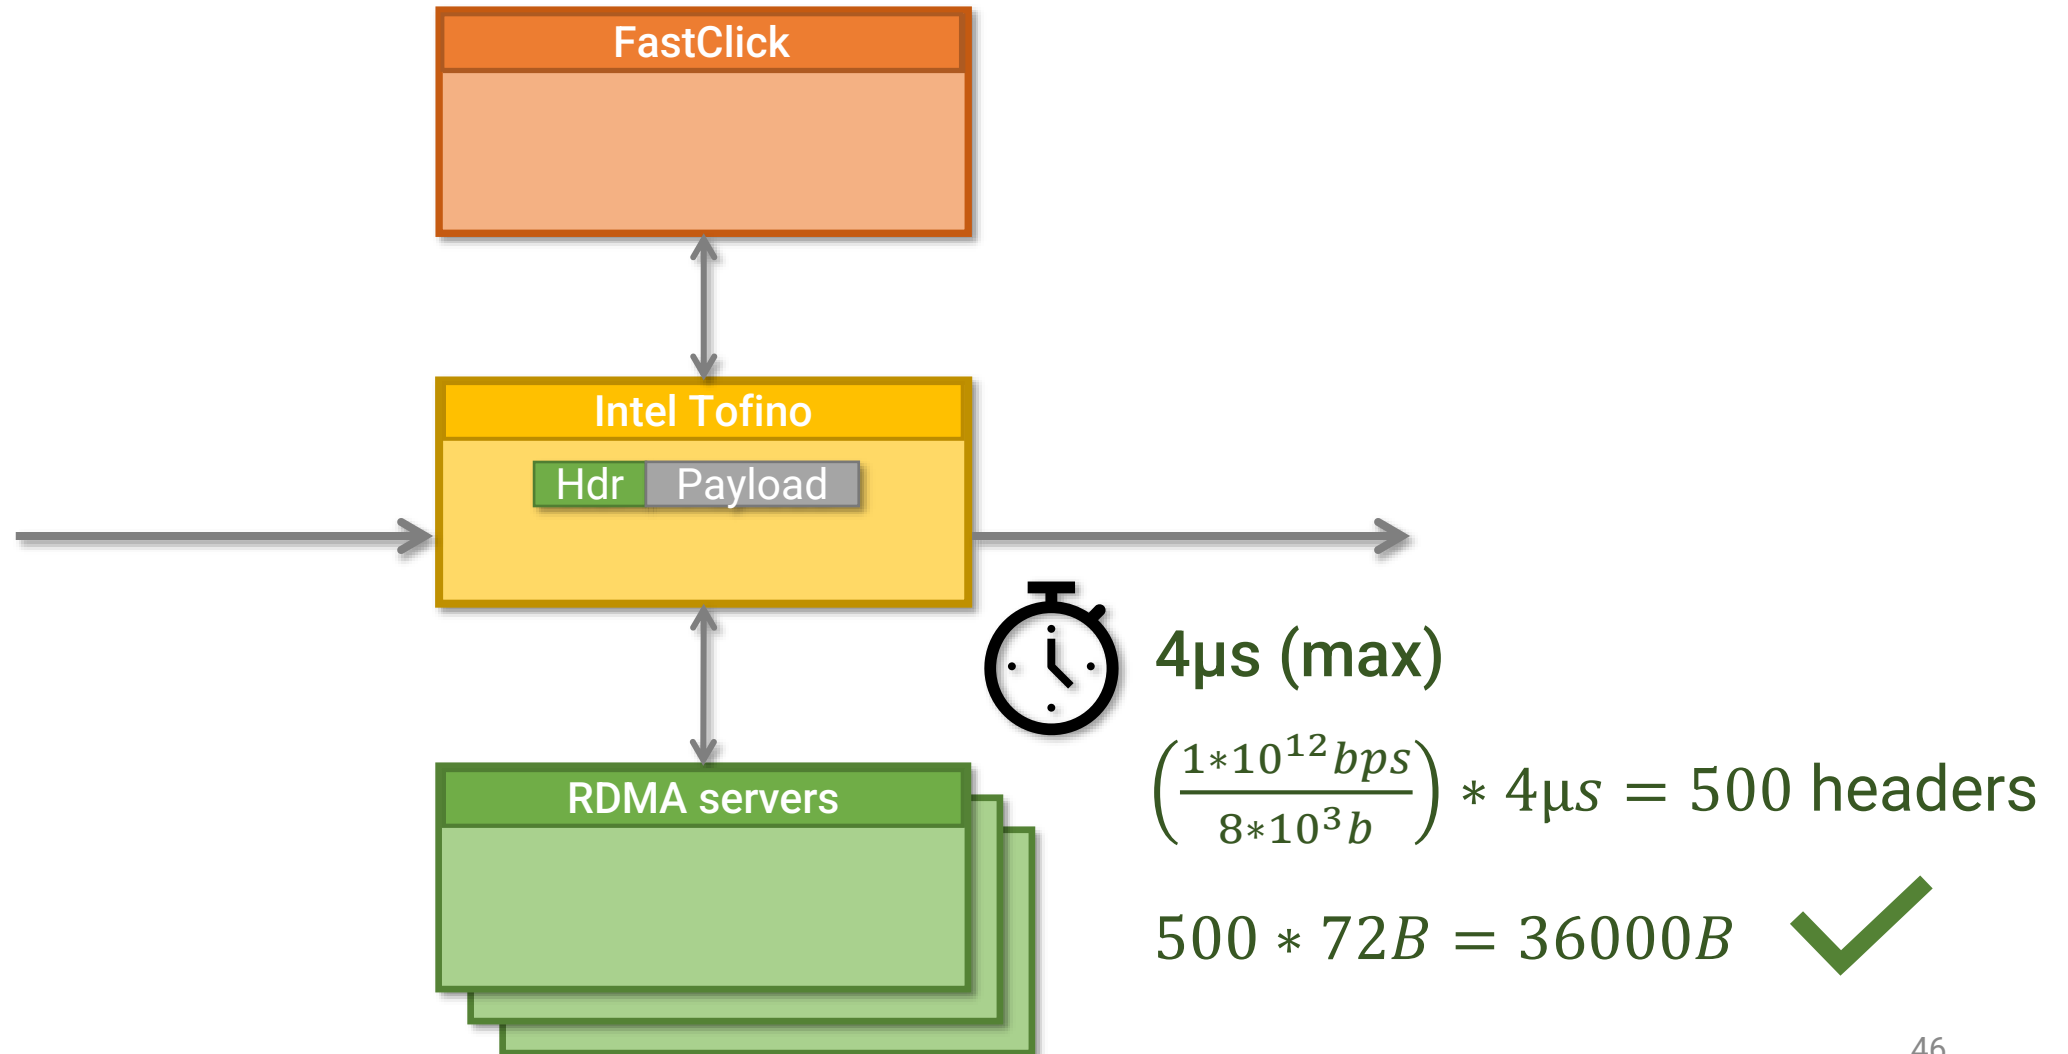 FastClick
Intel Tofino
Hdr Payload
4µs (max)
(1*10¹²bps / 8*10³b) * 4µs = 500 headers
RDMA servers
500 * 72B = 36000B
46